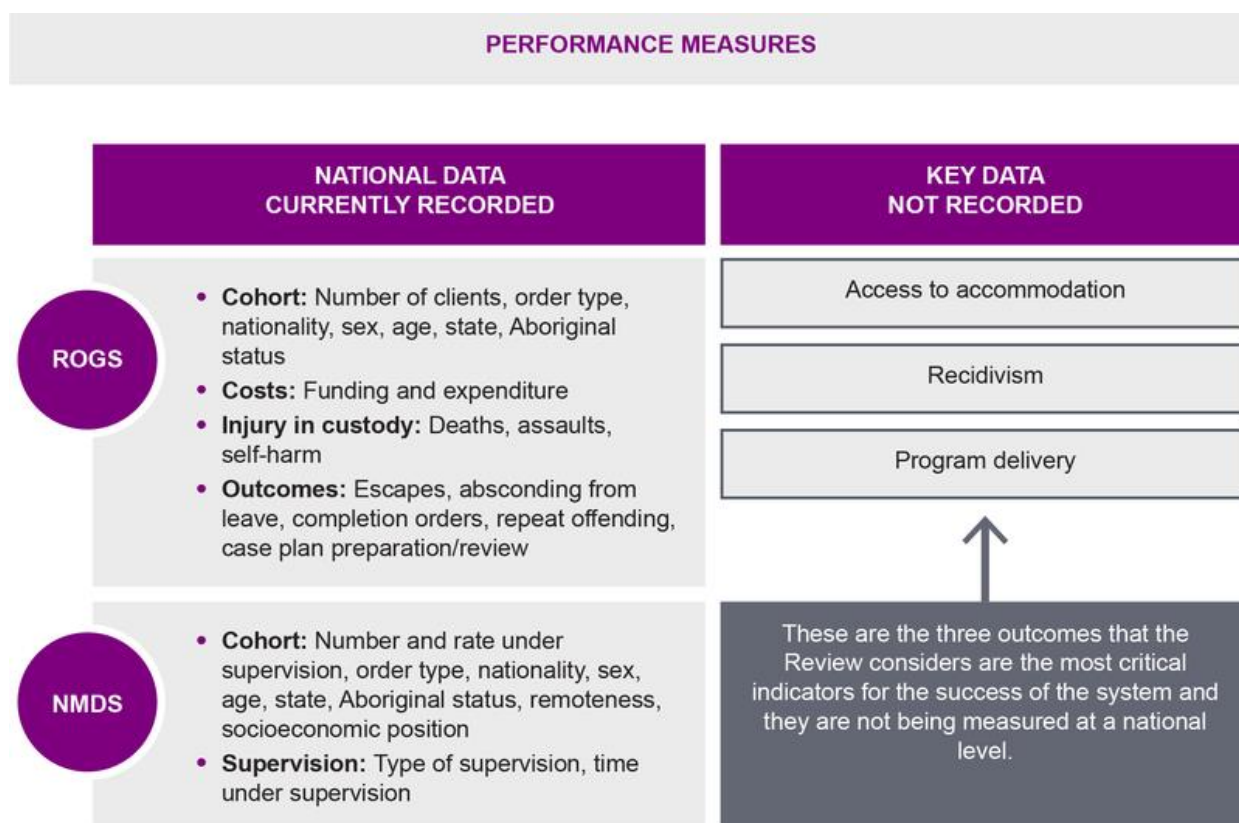 PERFORMANCE MEASURES
NATIONAL DATA
CURRENTLY RECORDED
KEY DATA
NOT RECORDED
ROGS
• Cohort: Number of clients, order type,
nationality, sex, age, state, Aboriginal
status
• Costs: Funding and expenditure
• Injury in custody: Deaths, assaults,
self-harm
• Outcomes: Escapes, absconding from
leave, completion orders, repeat offending,
case plan preparation/review
Access to accommodation
Recidivism
Program delivery
NMDS
• Cohort: Number and rate under
supervision, order type, nationality, sex,
age, state, Aboriginal status, remoteness,
socioeconomic position
• Supervision: Type of supervision, time
under supervision
These are the three outcomes that the
Review considers are the most critical
indicators for the success of the system and
they are not being measured at a national
level.